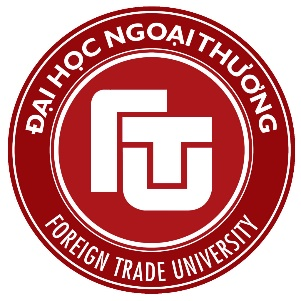 ĐẠI HỌC NGOẠI THƯƠNG
FTU
FOREIGN TRADE UNIVERSITY